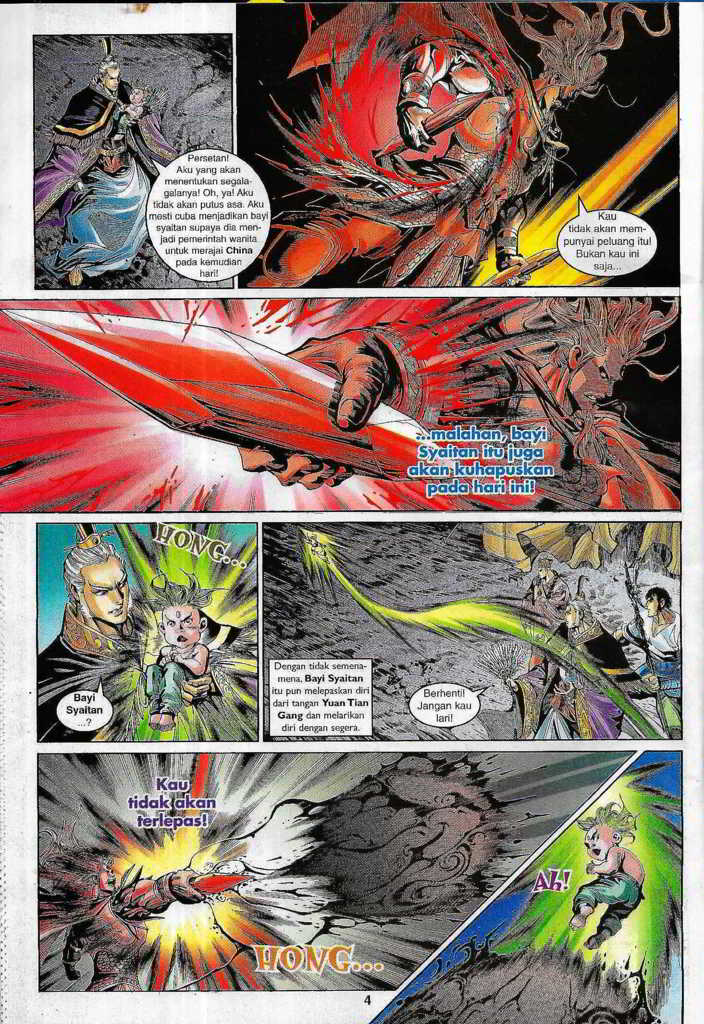 Persetan!
Aku yang akan
menentukan segala-
galanya! Oh, ya! Aku
tidak akan putus asa. Aku
mesti cuba menjadikan bayi
syaitan supaya dia men-
jadi pemerintah wanita
untuk merajai China
pada kemudian
hari!
Kau
tidak akan mem-
punyai peluang itu!
Bukan kau ini
saja...
...malahan, bayi
Syaitan itu juga
akan kuhapuskan
pada hari ini!
HONG...
Bayi
Syaitan
...?
Dengan tidak semena-
mena, Bayi Syaitan
itu pun melepaskan diri
dari tangan Yuan Tian
Gang dan melarikan
diri dengan segera.
Berhenti!
Jangan kau
lari!
Kau
tidak akan
terlepas!
HONG...
Ah!
4